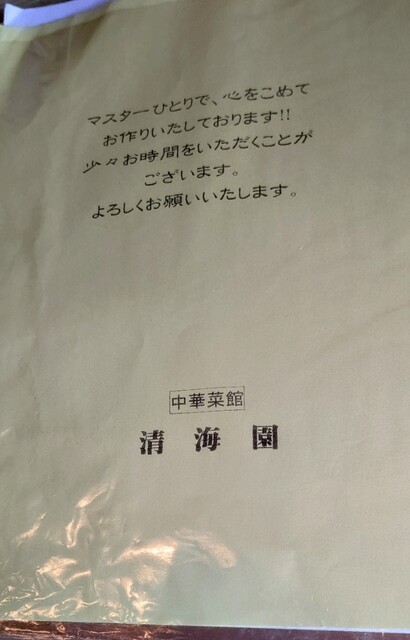 マスターひとりで、心をこめて
お作りいたしております!!
少々お時間をいただくことが
ございます。
よろしくお願いいたします。
中華菜館
清海園